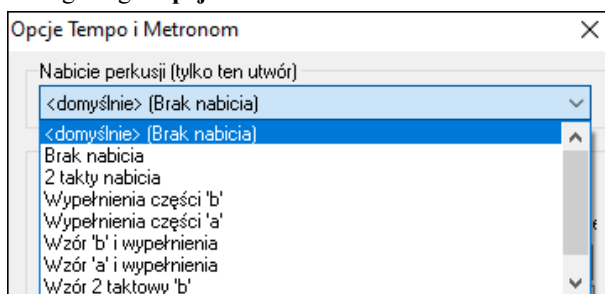 Opcje Tempo i Metronom
Nabicie perkusji (tylko ten utwór)
<domyślnie> (Brak nabicia)
<domyślnie> (Brak nabicia)
Brak nabicia
2 takty nabicia
Wypełnienia części 'b'
Wypełnienia części 'a'
Wzór 'b' i wypełnienia
Wzór 'a' i wypełnienia
Wzór 2 taktowy 'b'